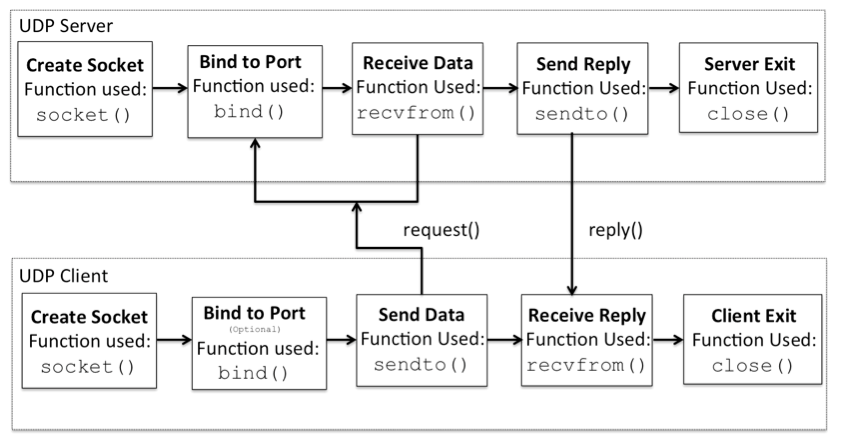 UDP Server
Create Socket
Function used:
socket()
Bind to Port
Function used:
bind()
Receive Data
Function Used:
recvfrom()
Send Reply
Function Used:
sendto()
Server Exit
Function Used:
close()
request()
reply()
UDP Client
Create Socket
Function used:
socket()
Bind to Port
(Optional)
Function used:
bind()
Send Data
Function Used:
sendto()
Receive Reply
Function Used:
recvfrom()
Client Exit
Function Used:
close()